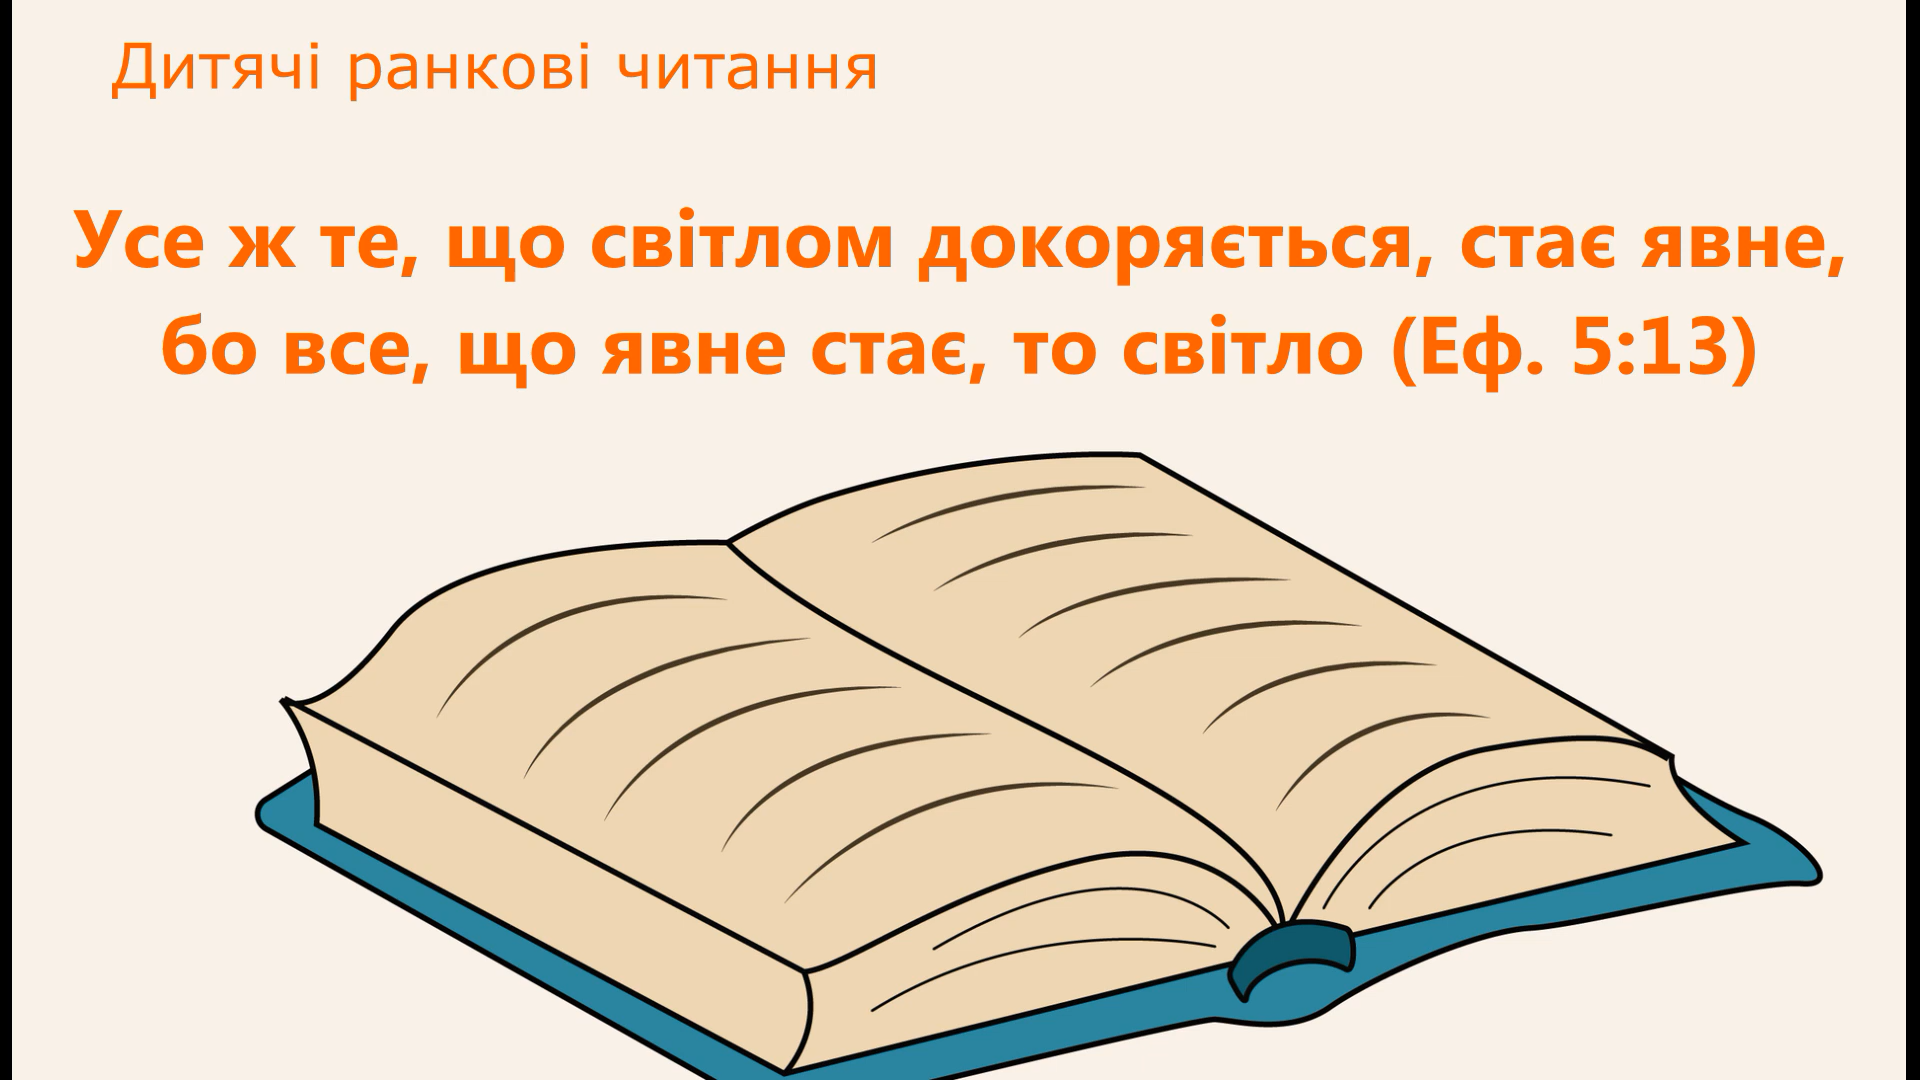 Дитячі ранкові читання
Усе ж те, що світлом докоряється, стає явне,
бо все, що явне стає, то світло (Еф. 5:13)